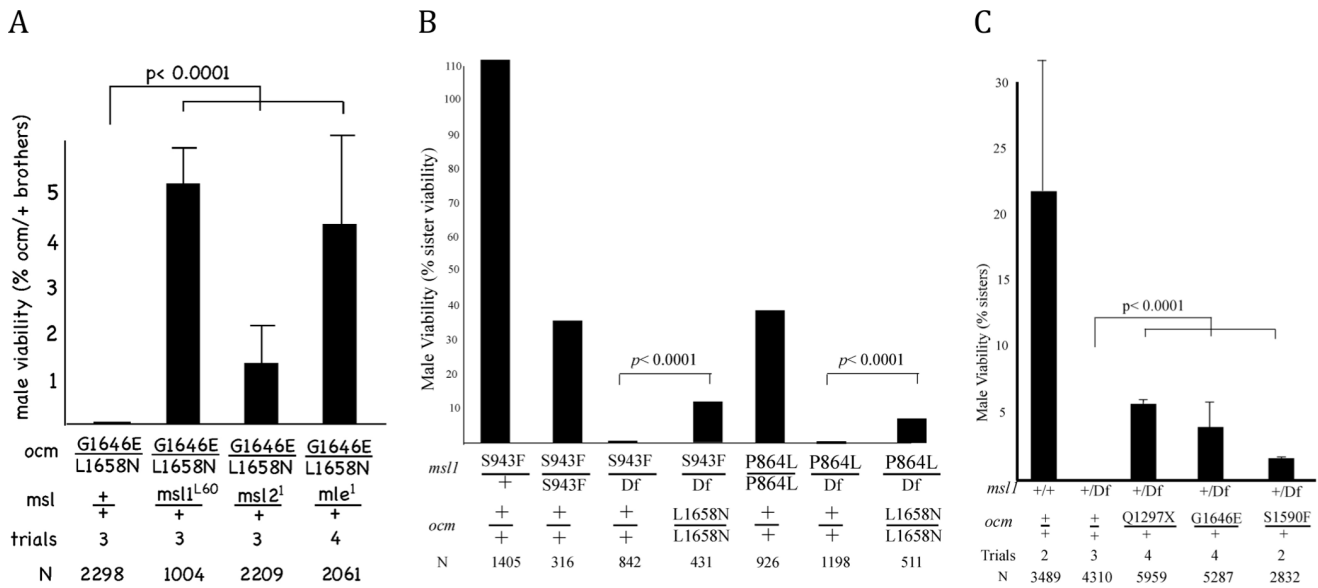 A
p< 0.0001
male viability (% ocm/+ brothers)
5
4
3
2
1
ocm G1646E G1646E G1646E G1646E
L1658N L1658N L1658N L1658N
msl + msl1L60 msl21 mle1
+ + + +
trials 3 3 3 4
N 2298 1004 2209 2061
B
Male Viability (% sister viability)
110
100
90
80
70
60
50
40
30
20
10
p< 0.0001
p< 0.0001
msl1 S943F S943F S943F S943F P864L P864L P864L
+ S943F Df Df P864L Df Df
ocm + + + L1658N + + L1658N
+ + + L1658N + + L1658N
N 1405 316 842 431 926 1198 511
C
Male Viability (% sisters)
30
25
20
15
10
5
p< 0.0001
msl1 +/+ +/Df +/Df +/Df +/Df
ocm + + Q1297X G1646E S1590F
+ + + + +
Trials 2 3 4 4 2
N 3489 4310 5959 5287 2832